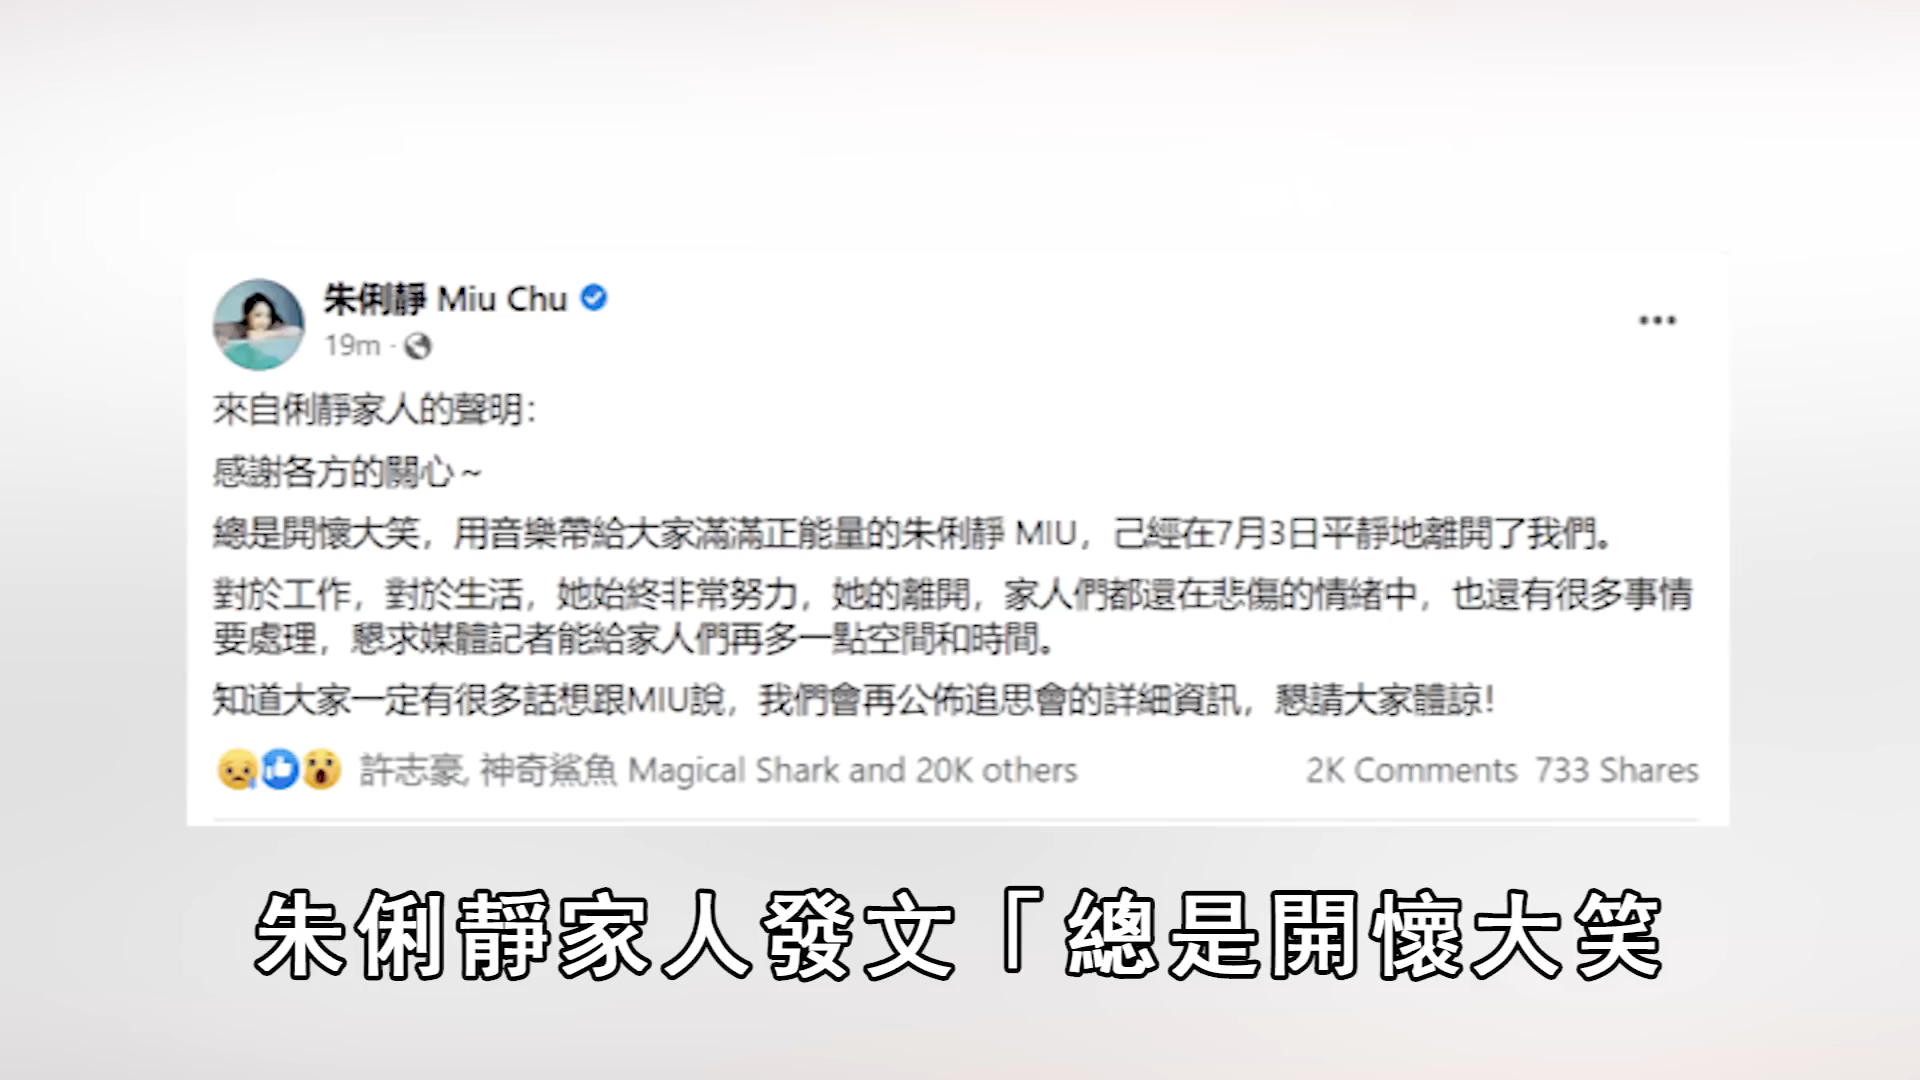 朱俐靜 Miu Chu
19m ·
來自俐靜家人的聲明：
感謝各方的關心～
總是開懷大笑，用音樂帶給大家滿滿正能量的朱俐靜 MIU，己經在7月3日平靜地離開了我們。
對於工作，對於生活，她始終非常努力，她的離開，家人們都還在悲傷的情緒中，也還有很多事情
要處理，懇求媒體記者能給家人們再多一點空間和時間。
知道大家一定有很多話想跟MIU說，我們會再公佈追思會的詳細資訊，懇請大家體諒！
許志豪, 神奇鯊魚 Magical Shark and 20K others 2K Comments 733 Shares
朱俐靜家人發文「總是開懷大笑